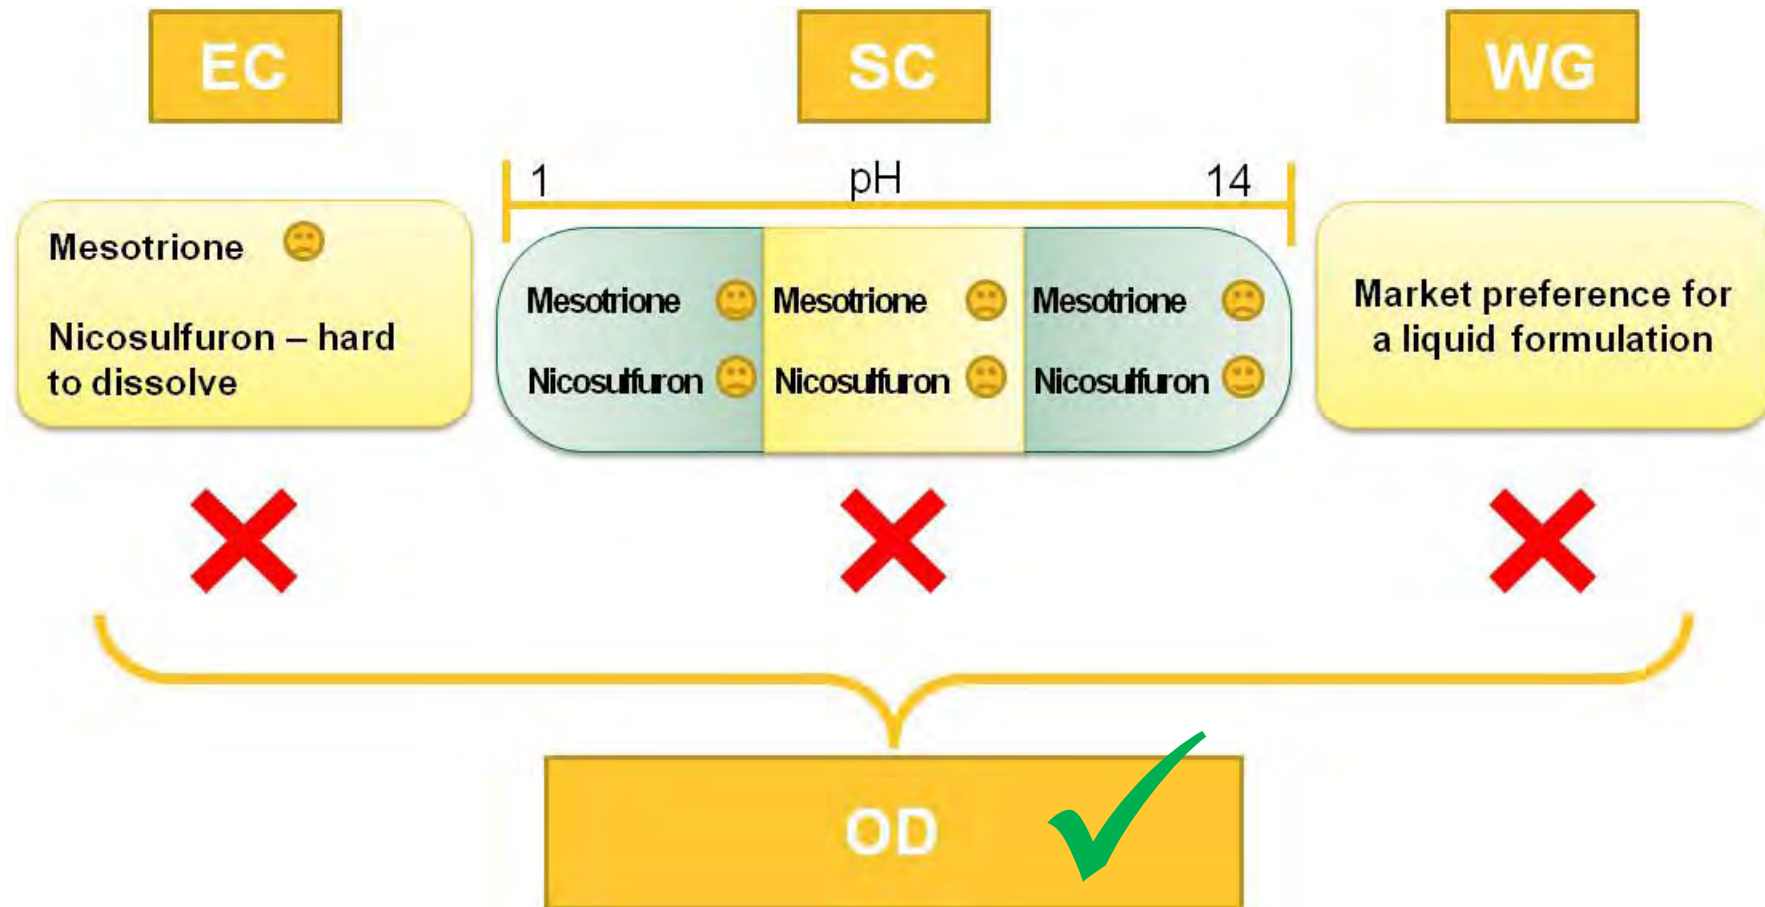 EC
SC
WG
1 pH 14
Mesotrione
Nicosulfuron – hard
to dissolve
Mesotrione
Nicosulfuron
Mesotrione
Nicosulfuron
Mesotrione
Nicosulfuron
Market preference for
a liquid formulation
OD